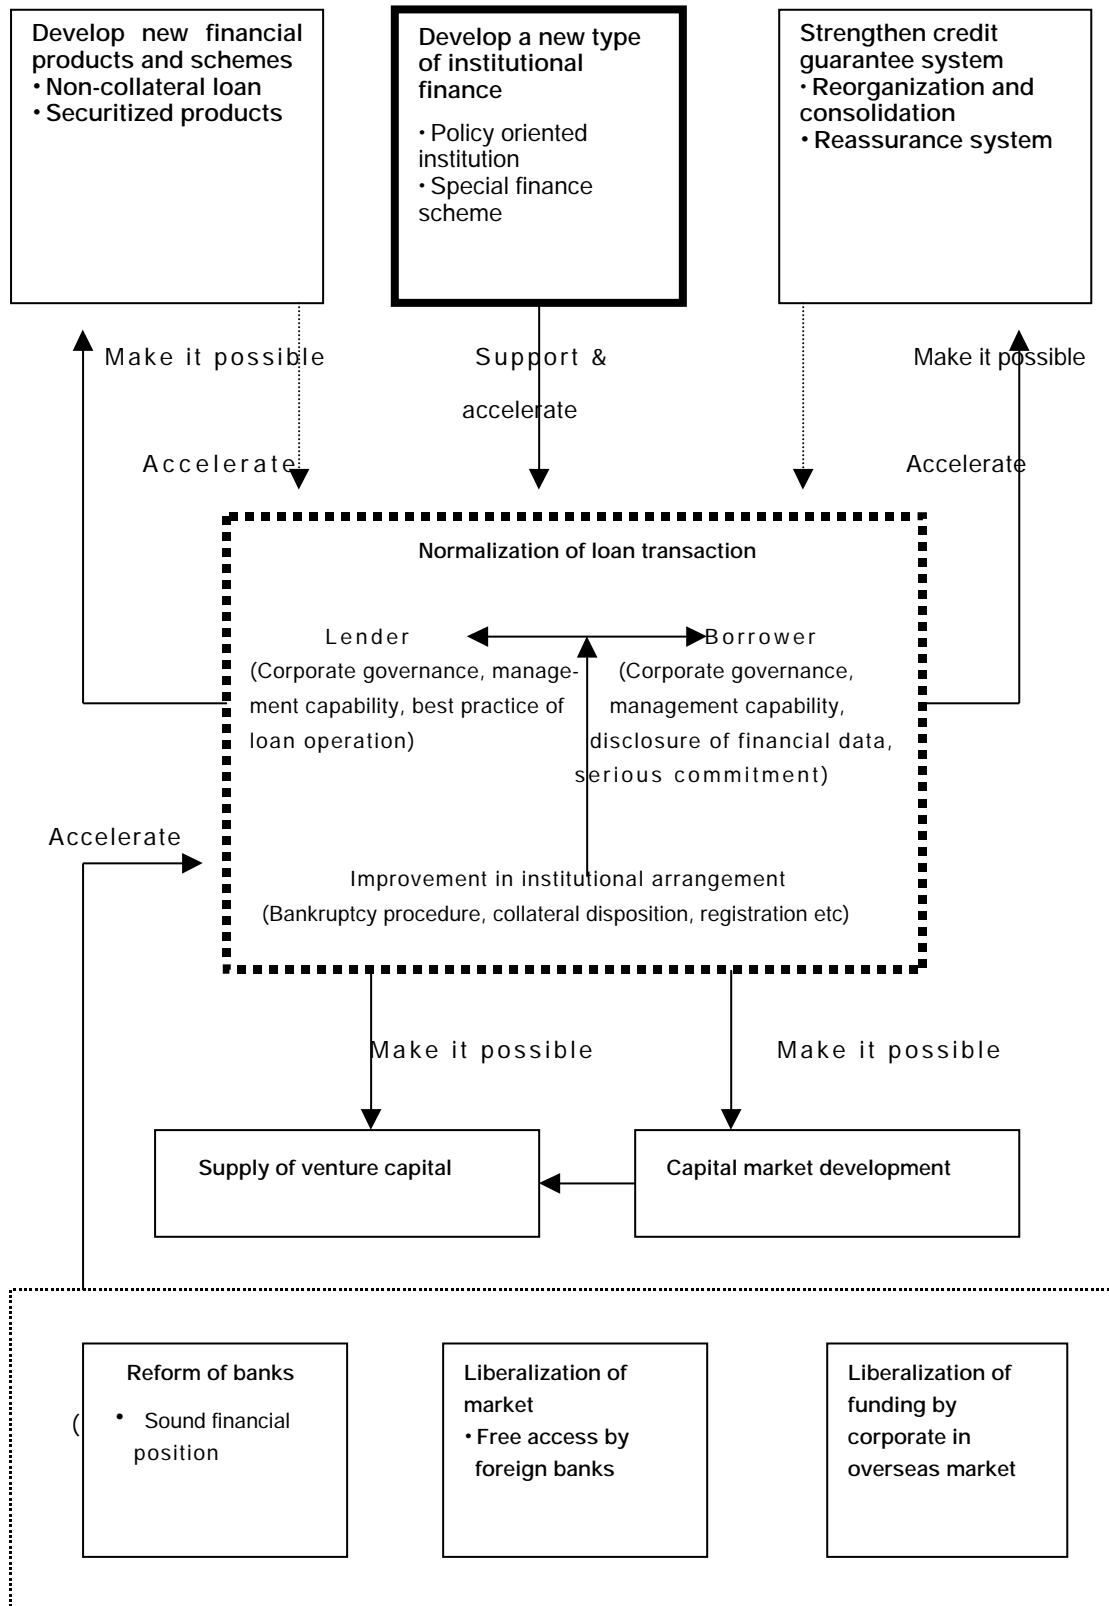 Develop new financial
products and schemes
・Non-collateral loan
・Securitized products
Develop a new type
of institutional
finance
・Policy oriented
institution
・Special finance
scheme
Strengthen credit
guarantee system
・Reorganization and
consolidation
・Reassurance system
Make it possible
Support &
accelerate
Make it possible
Accelerate
Accelerate
Normalization of loan transaction
Lender
Borrower
(Corporate governance, manage-
ment capability, best practice of
loan operation)
(Corporate governance,
management capability,
disclosure of financial data,
serious commitment)
Accelerate
Improvement in institutional arrangement
(Bankruptcy procedure, collateral disposition, registration etc)
Make it possible
Make it possible
Supply of venture capital
Capital market development
Reform of banks
(
• Sound financial
position
Liberalization of
market
・Free access by
foreign banks
Liberalization of
funding by
corporate in
overseas market